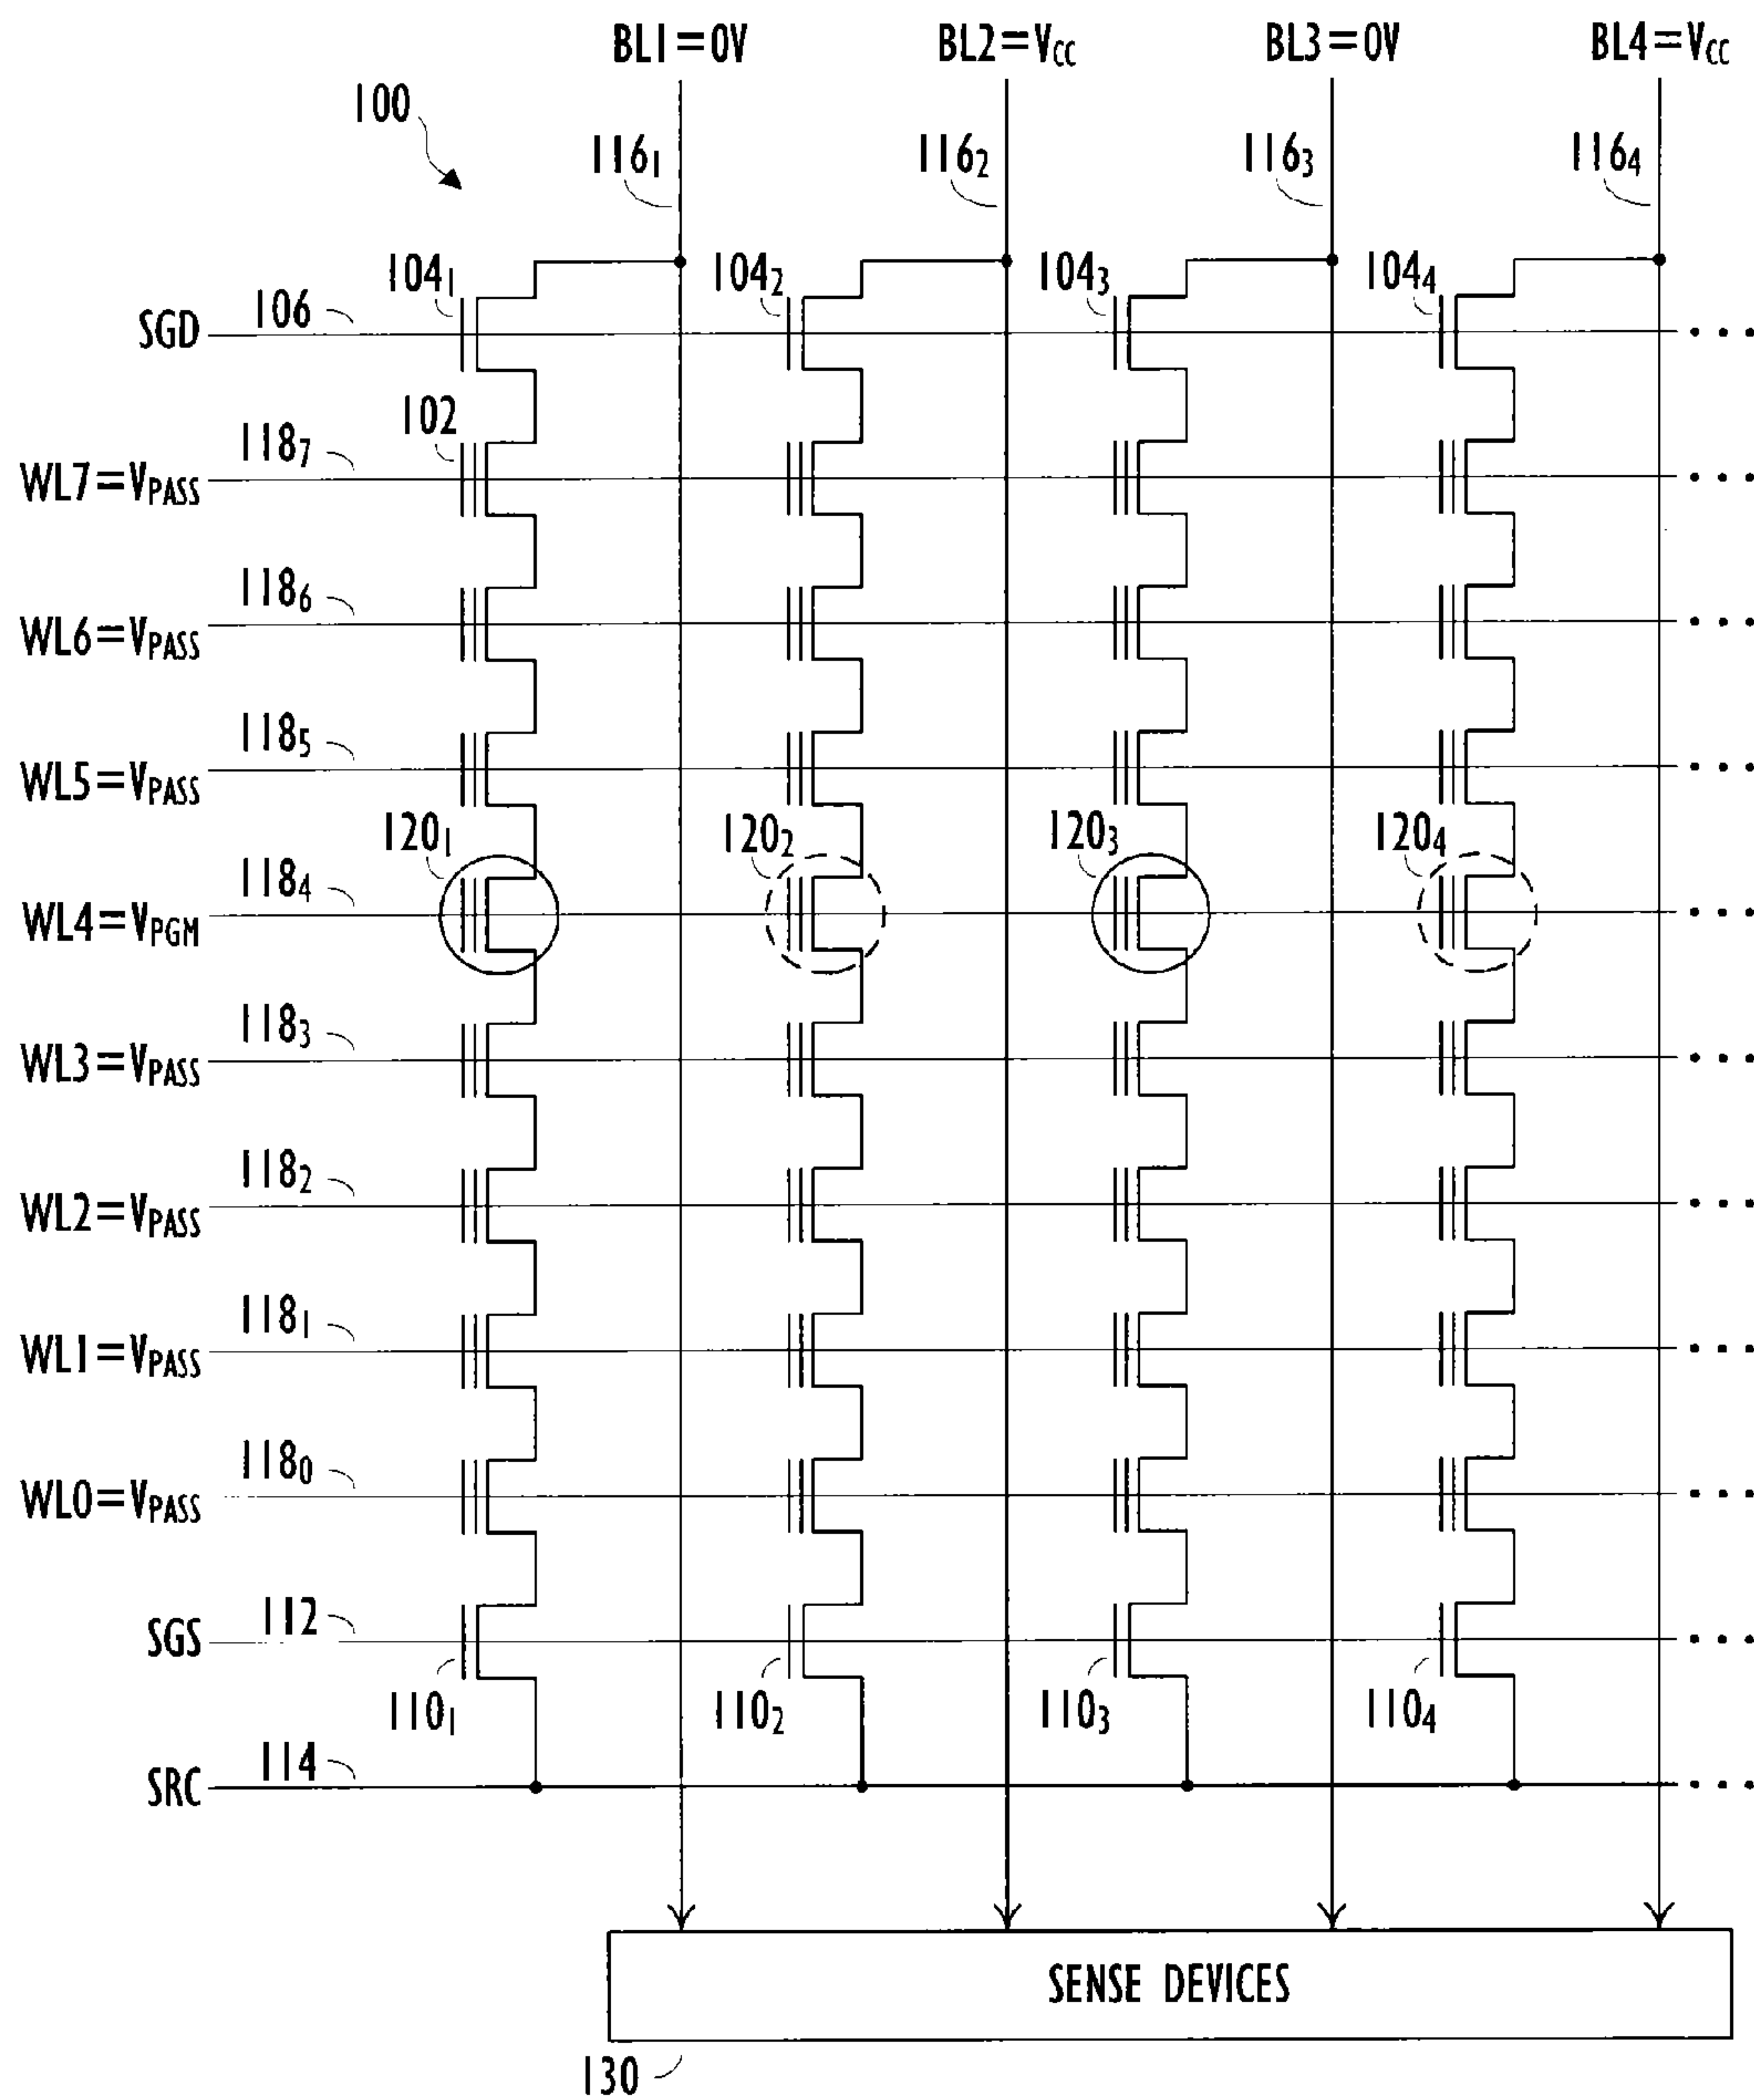 BL1=0V BL2=VCC BL3=0V BL4=VCC
100
116₁ 116₂ 116₃ 116₄
104₁ 104₂ 104₃ 104₄
SGD 106
102
WL7=VPASS 118₇
WL6=VPASS 118₆
WL5=VPASS 118₅
120₁ 120₂ 120₃ 120₄
WL4=VPGM 118₄
WL3=VPASS 118₃
WL2=VPASS 118₂
WL1=VPASS 118₁
WL0=VPASS 118₀
SGS 112
110₁ 110₂ 110₃ 110₄
SRC 114
SENSE DEVICES
130